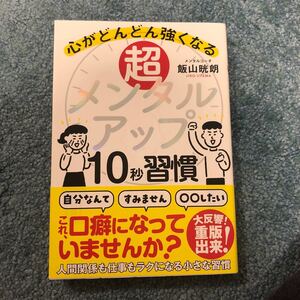 心がどんどん強くなる
超
メンタル
アップ
10秒習慣
メンタルコーチ
飯山晄朗
JIRO IIYAMA
自分なんて
すみません
〇〇したい
これ、口癖になって
いませんか?
大反響!
重版
出来!
人間関係も仕事もラクになる小さな習慣